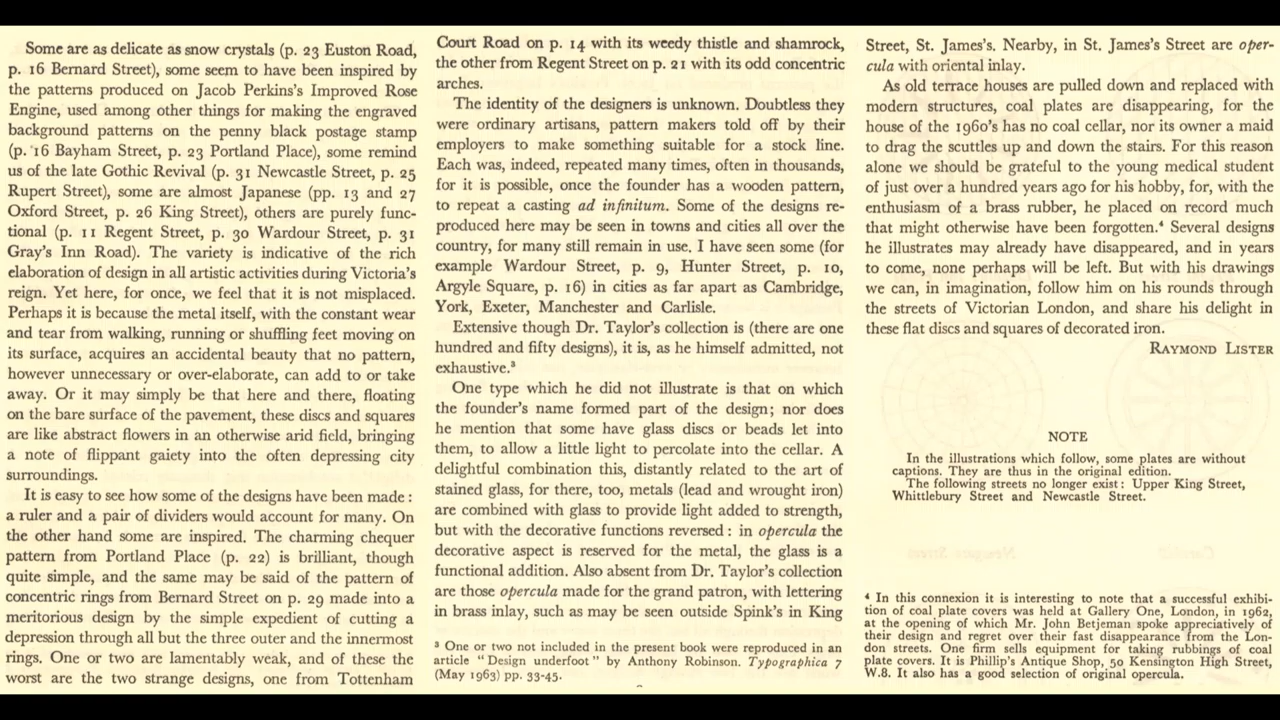 Some are as delicate as snow crystals (p. 23 Euston Road,
p. 16 Bernard Street), some seem to have been inspired by
the patterns produced on Jacob Perkins's Improved Rose
Engine, used among other things for making the engraved
background patterns on the penny black postage stamp
(p. 16 Bayham Street, p. 23 Portland Place), some remind
us of the late Gothic Revival (p. 31 Newcastle Street, p. 25
Rupert Street), some are almost Japanese (pp. 13 and 27
Oxford Street, p. 26 King Street), others are purely func-
tional (p. 11 Regent Street, p. 30 Wardour Street, p. 31
Gray's Inn Road). The variety is indicative of the rich
elaboration of design in all artistic activities during Victoria's
reign. Yet here, for once, we feel that it is not misplaced.
Perhaps it is because the metal itself, with the constant wear
and tear from walking, running or shuffling feet moving on
its surface, acquires an accidental beauty that no pattern,
however unnecessary or over-elaborate, can add to or take
away. Or it may simply be that here and there, floating
on the bare surface of the pavement, these discs and squares
are like abstract flowers in an otherwise arid field, bringing
a note of flippant gaiety into the often depressing city
surroundings.
It is easy to see how some of the designs have been made :
a ruler and a pair of dividers would account for many. On
the other hand some are inspired. The charming chequer
pattern from Portland Place (p. 22) is brilliant, though
quite simple, and the same may be said of the pattern of
concentric rings from Bernard Street on p. 29 made into a
meritorious design by the simple expedient of cutting a
depression through all but the three outer and the innermost
rings. One or two are lamentably weak, and of these the
worst are the two strange designs, one from Tottenham
Court Road on p. 14 with its weedy thistle and shamrock,
the other from Regent Street on p. 21 with its odd concentric
arches.
The identity of the designers is unknown. Doubtless they
were ordinary artisans, pattern makers told off by their
employers to make something suitable for a stock line.
Each was, indeed, repeated many times, often in thousands,
for it is possible, once the founder has a wooden pattern,
to repeat a casting ad infinitum. Some of the designs re-
produced here may be seen in towns and cities all over the
country, for many still remain in use. I have seen some (for
example Wardour Street, p. 9, Hunter Street, p. 10,
Argyle Square, p. 16) in cities as far apart as Cambridge,
York, Exeter, Manchester and Carlisle.
Extensive though Dr. Taylor's collection is (there are one
hundred and fifty designs), it is, as he himself admitted, not
exhaustive.³
One type which he did not illustrate is that on which
the founder's name formed part of the design; nor does
he mention that some have glass discs or beads let into
them, to allow a little light to percolate into the cellar. A
delightful combination this, distantly related to the art of
stained glass, for there, too, metals (lead and wrought iron)
are combined with glass to provide light added to strength,
but with the decorative functions reversed : in opercula the
decorative aspect is reserved for the metal, the glass is a
functional addition. Also absent from Dr. Taylor's collection
are those opercula made for the grand patron, with lettering
in brass inlay, such as may be seen outside Spink's in King
³ One or two not included in the present book were reproduced in an
article "Design underfoot" by Anthony Robinson. Typographica 7
(May 1963) pp. 33-45.
Street, St. James's. Nearby, in St. James's Street are oper-
cula with oriental inlay.
As old terrace houses are pulled down and replaced with
modern structures, coal plates are disappearing, for the
house of the 1960's has no coal cellar, nor its owner a maid
to drag the scuttles up and down the stairs. For this reason
alone we should be grateful to the young medical student
of just over a hundred years ago for his hobby, for, with the
enthusiasm of a brass rubber, he placed on record much
that might otherwise have been forgotten.⁴ Several designs
he illustrates may already have disappeared, and in years
to come, none perhaps will be left. But with his drawings
we can, in imagination, follow him on his rounds through
the streets of Victorian London, and share his delight in
these flat discs and squares of decorated iron.
RAYMOND LISTER
NOTE
In the illustrations which follow, some plates are without
captions. They are thus in the original edition.
The following streets no longer exist : Upper King Street,
Whittlebury Street and Newcastle Street.
⁴ In this connexion it is interesting to note that a successful exhibi-
tion of coal plate covers was held at Gallery One, London, in 1962,
at the opening of which Mr. John Betjeman spoke appreciatively of
their design and regret over their fast disappearance from the Lon-
don streets. One firm sells equipment for taking rubbings of coal
plate covers. It is Phillip's Antique Shop, 50 Kensington High Street,
W.8. It also has a good selection of original opercula.